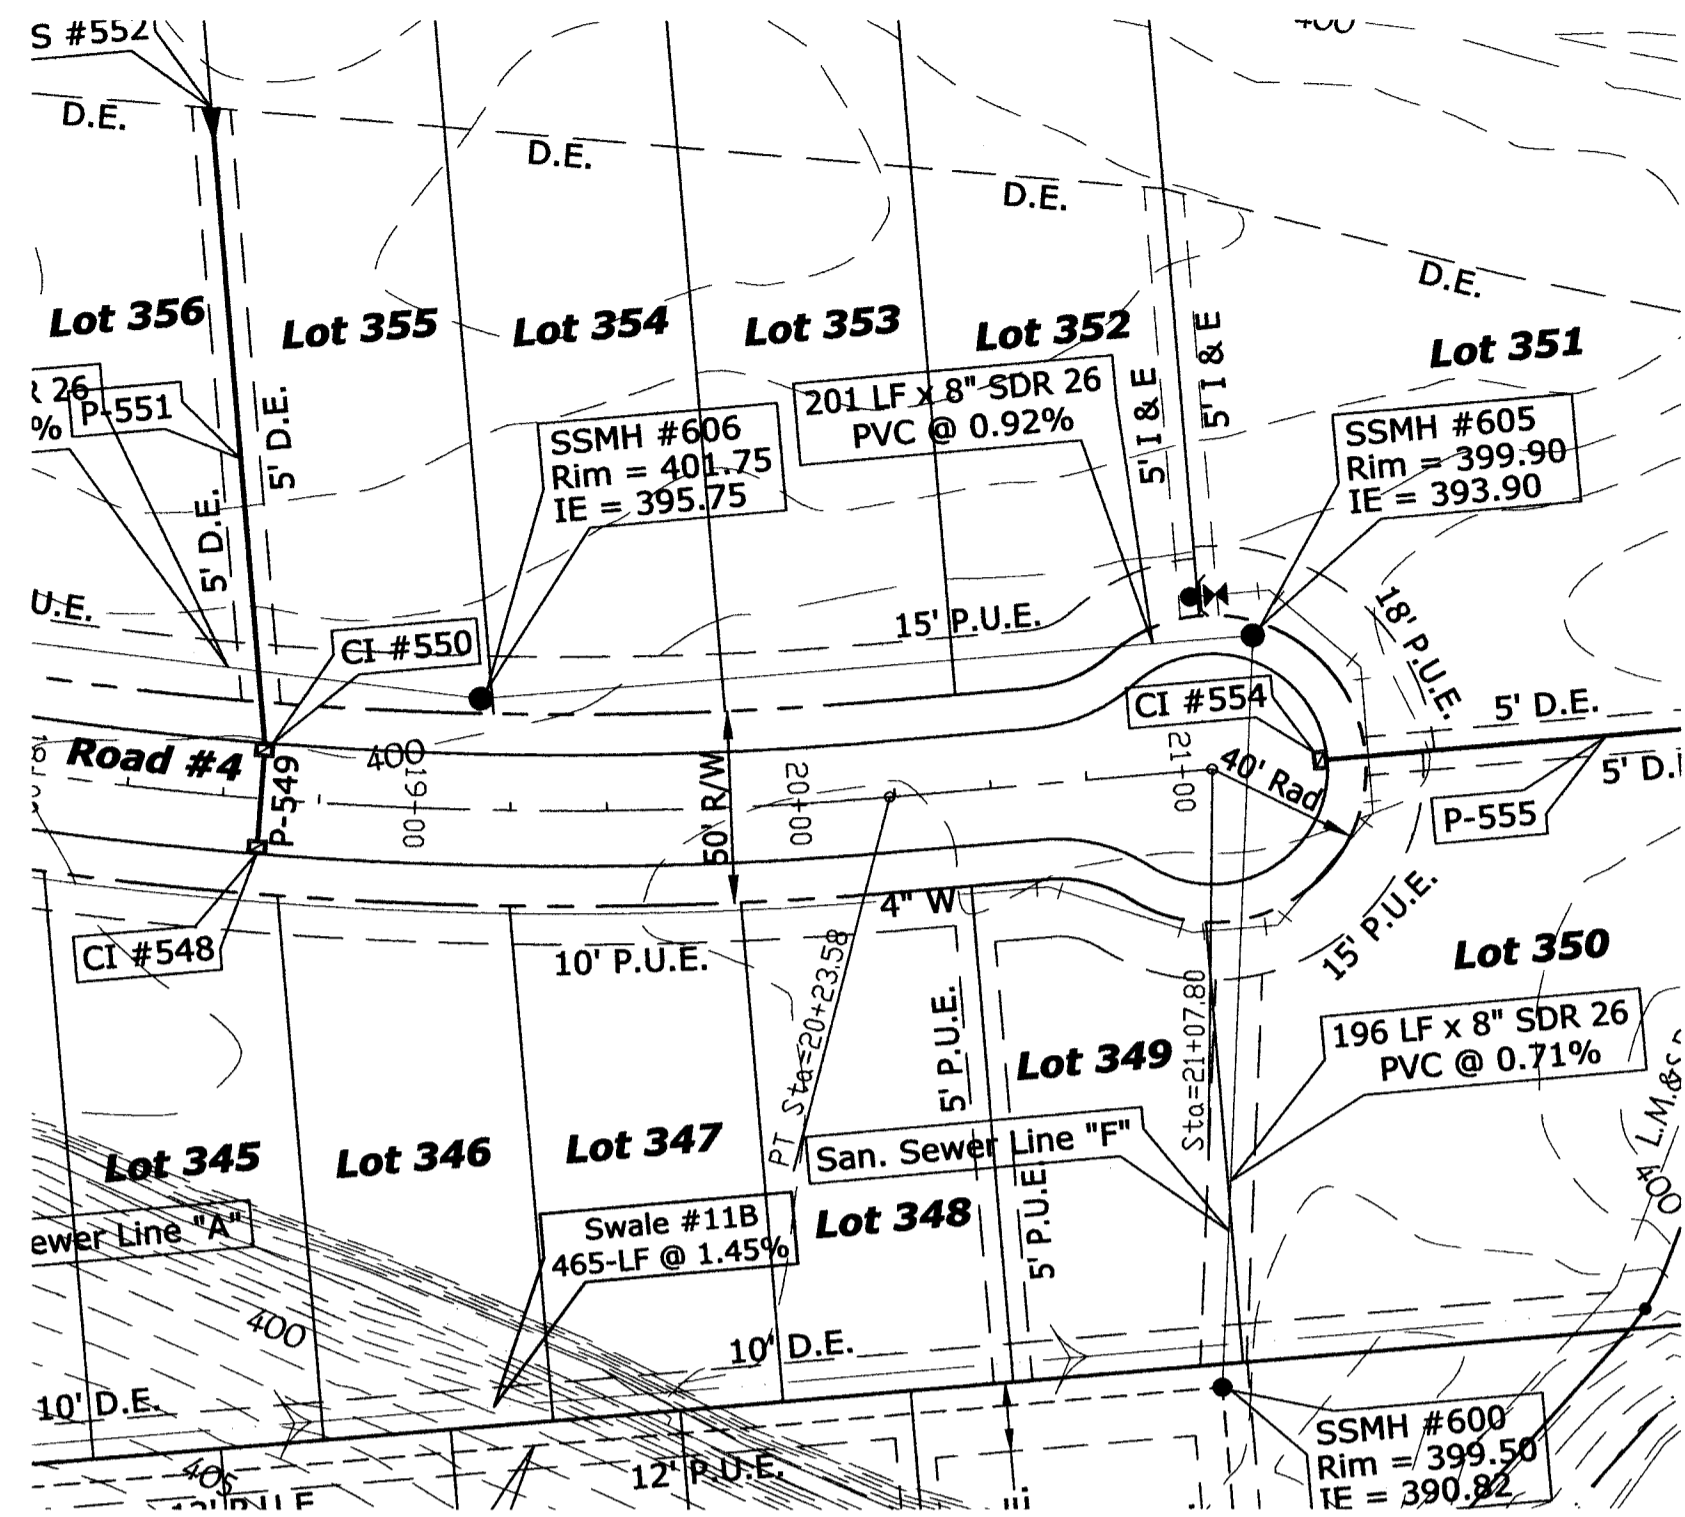 S #552
400
D.E.
D.E.
D.E.
D.E.
Lot 356
Lot 355
Lot 354
Lot 353
Lot 352
Lot 351
R 26
%
P-551
5' D.E.
5' D.E.
SSMH #606
Rim = 401.75
IE = 395.75
201 LF x 8" SDR 26
PVC @ 0.92%
5' I & E
5' I & E
SSMH #605
Rim = 399.90
IE = 393.90
U.E.
CI #550
15' P.U.E.
18' P.U.E.
CI #554
5' D.E.
5' D.E
Road #4
P-549
400
19+00
50' R/W
20+00
21+00
40' Rad
P-555
CI #548
10' P.U.E.
4" W
PT Sta=20+23.58
5' P.U.E.
5' P.U.E.
Sta=21+07.80
15' P.U.E.
Lot 350
196 LF x 8" SDR 26
PVC @ 0.71%
L.M.&S.D
400
Lot 349
San. Sewer Line "F"
Lot 345
Lot 346
Lot 347
Lot 348
ewer Line "A"
Swale #11B
465-LF @ 1.45%
400
10' D.E.
10' D.E.
405
12' P.U.E.
12' P.U.E
SSMH #600
Rim = 399.50
IE = 390.82